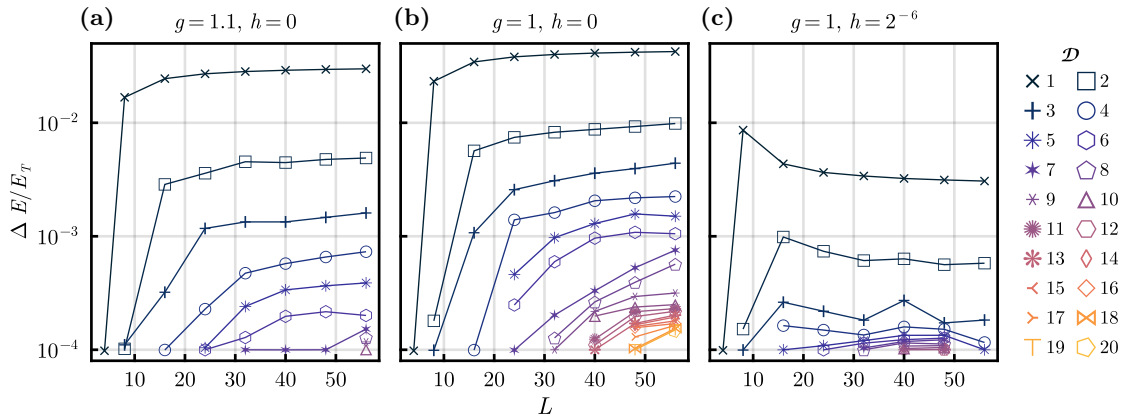 (a) g = 1.1, h = 0
(b) g = 1, h = 0
(c) g = 1, h = 2⁻⁶
ΔE/E_T
10⁻²
10⁻³
10⁻⁴
10 20 30 40 50
10 20 30 40 50
10 20 30 40 50
L
𝒟
1 2
3 4
5 6
7 8
9 10
11 12
13 14
15 16
17 18
19 20